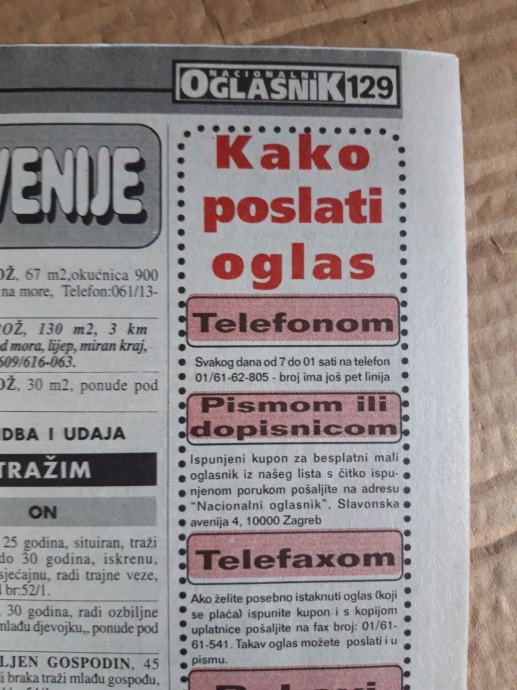 NACIONALNI
OGLASNIK 129
VENIJE
OŽ, 67 m2,okućnica 900
na more, Telefon:061/13-
ROŽ, 130 m2, 3 km
od mora, lijep, miran kraj,
609/616-063.
OŽ, 30 m2, ponude pod
IDBA I UDAJA
TRAŽIM
ON
25 godina, situiran, traži
do 30 godina, iskrenu,
sjećajnu, radi trajne veze,
d br:52/1.
, 30 godina, radi ozbiljne
mladu djevojku,, ponude pod
LJEN GOSPODIN, 45
li braka traži mladu gospođu,
Kako
poslati
oglas
Telefonom
Svakog dana od 7 do 01 sati na telefon
01/61-62-805 - broj ima još pet linija
Pismom ili
dopisnicom
Ispunjeni kupon za besplatni mali
oglasnik iz našeg lista s čitko ispu-
njenom porukom pošaljite na adresu
"Nacionalni oglasnik", Slavonska
avenija 4, 10000 Zagreb
Telefaxom
Ako želite posebno istaknuti oglas (koji
se plaća) ispunite kupon i s kopijom
uplatnice pošaljite na fax broj: 01/61-
61-541. Takav oglas možete poslati i u
pismu.